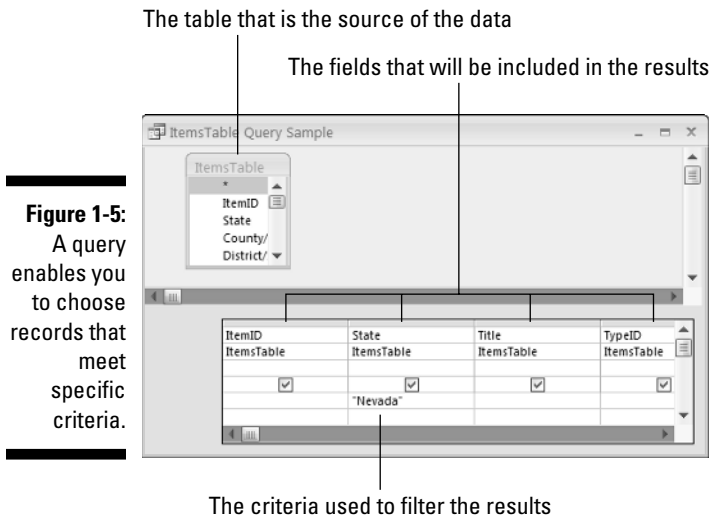 The table that is the source of the data
The fields that will be included in the results
ItemsTable Query Sample
ItemsTable
*
ItemID
State
County/
District/
Figure 1-5:
A query
enables you
to choose
records that
meet
specific
criteria.
ItemID State Title TypeID
ItemsTable ItemsTable ItemsTable ItemsTable
"Nevada"
The criteria used to filter the results